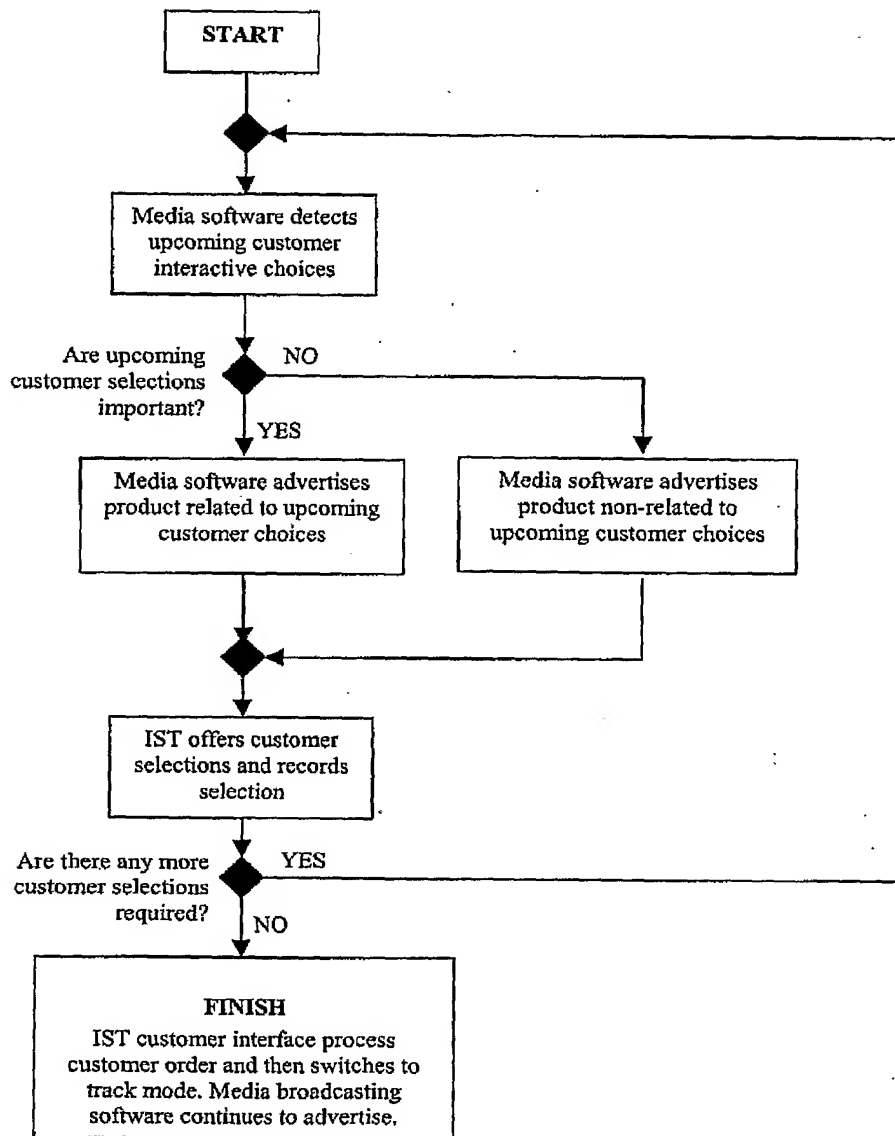 START
Media software detects
upcoming customer
interactive choices
Are upcoming
customer selections
important?
NO
YES
Media software advertises
product related to upcoming
customer choices
Media software advertises
product non-related to
upcoming customer choices
IST offers customer
selections and records
selection
Are there any more
customer selections
required?
YES
NO
FINISH
IST customer interface process
customer order and then switches to
track mode. Media broadcasting
software continues to advertise.